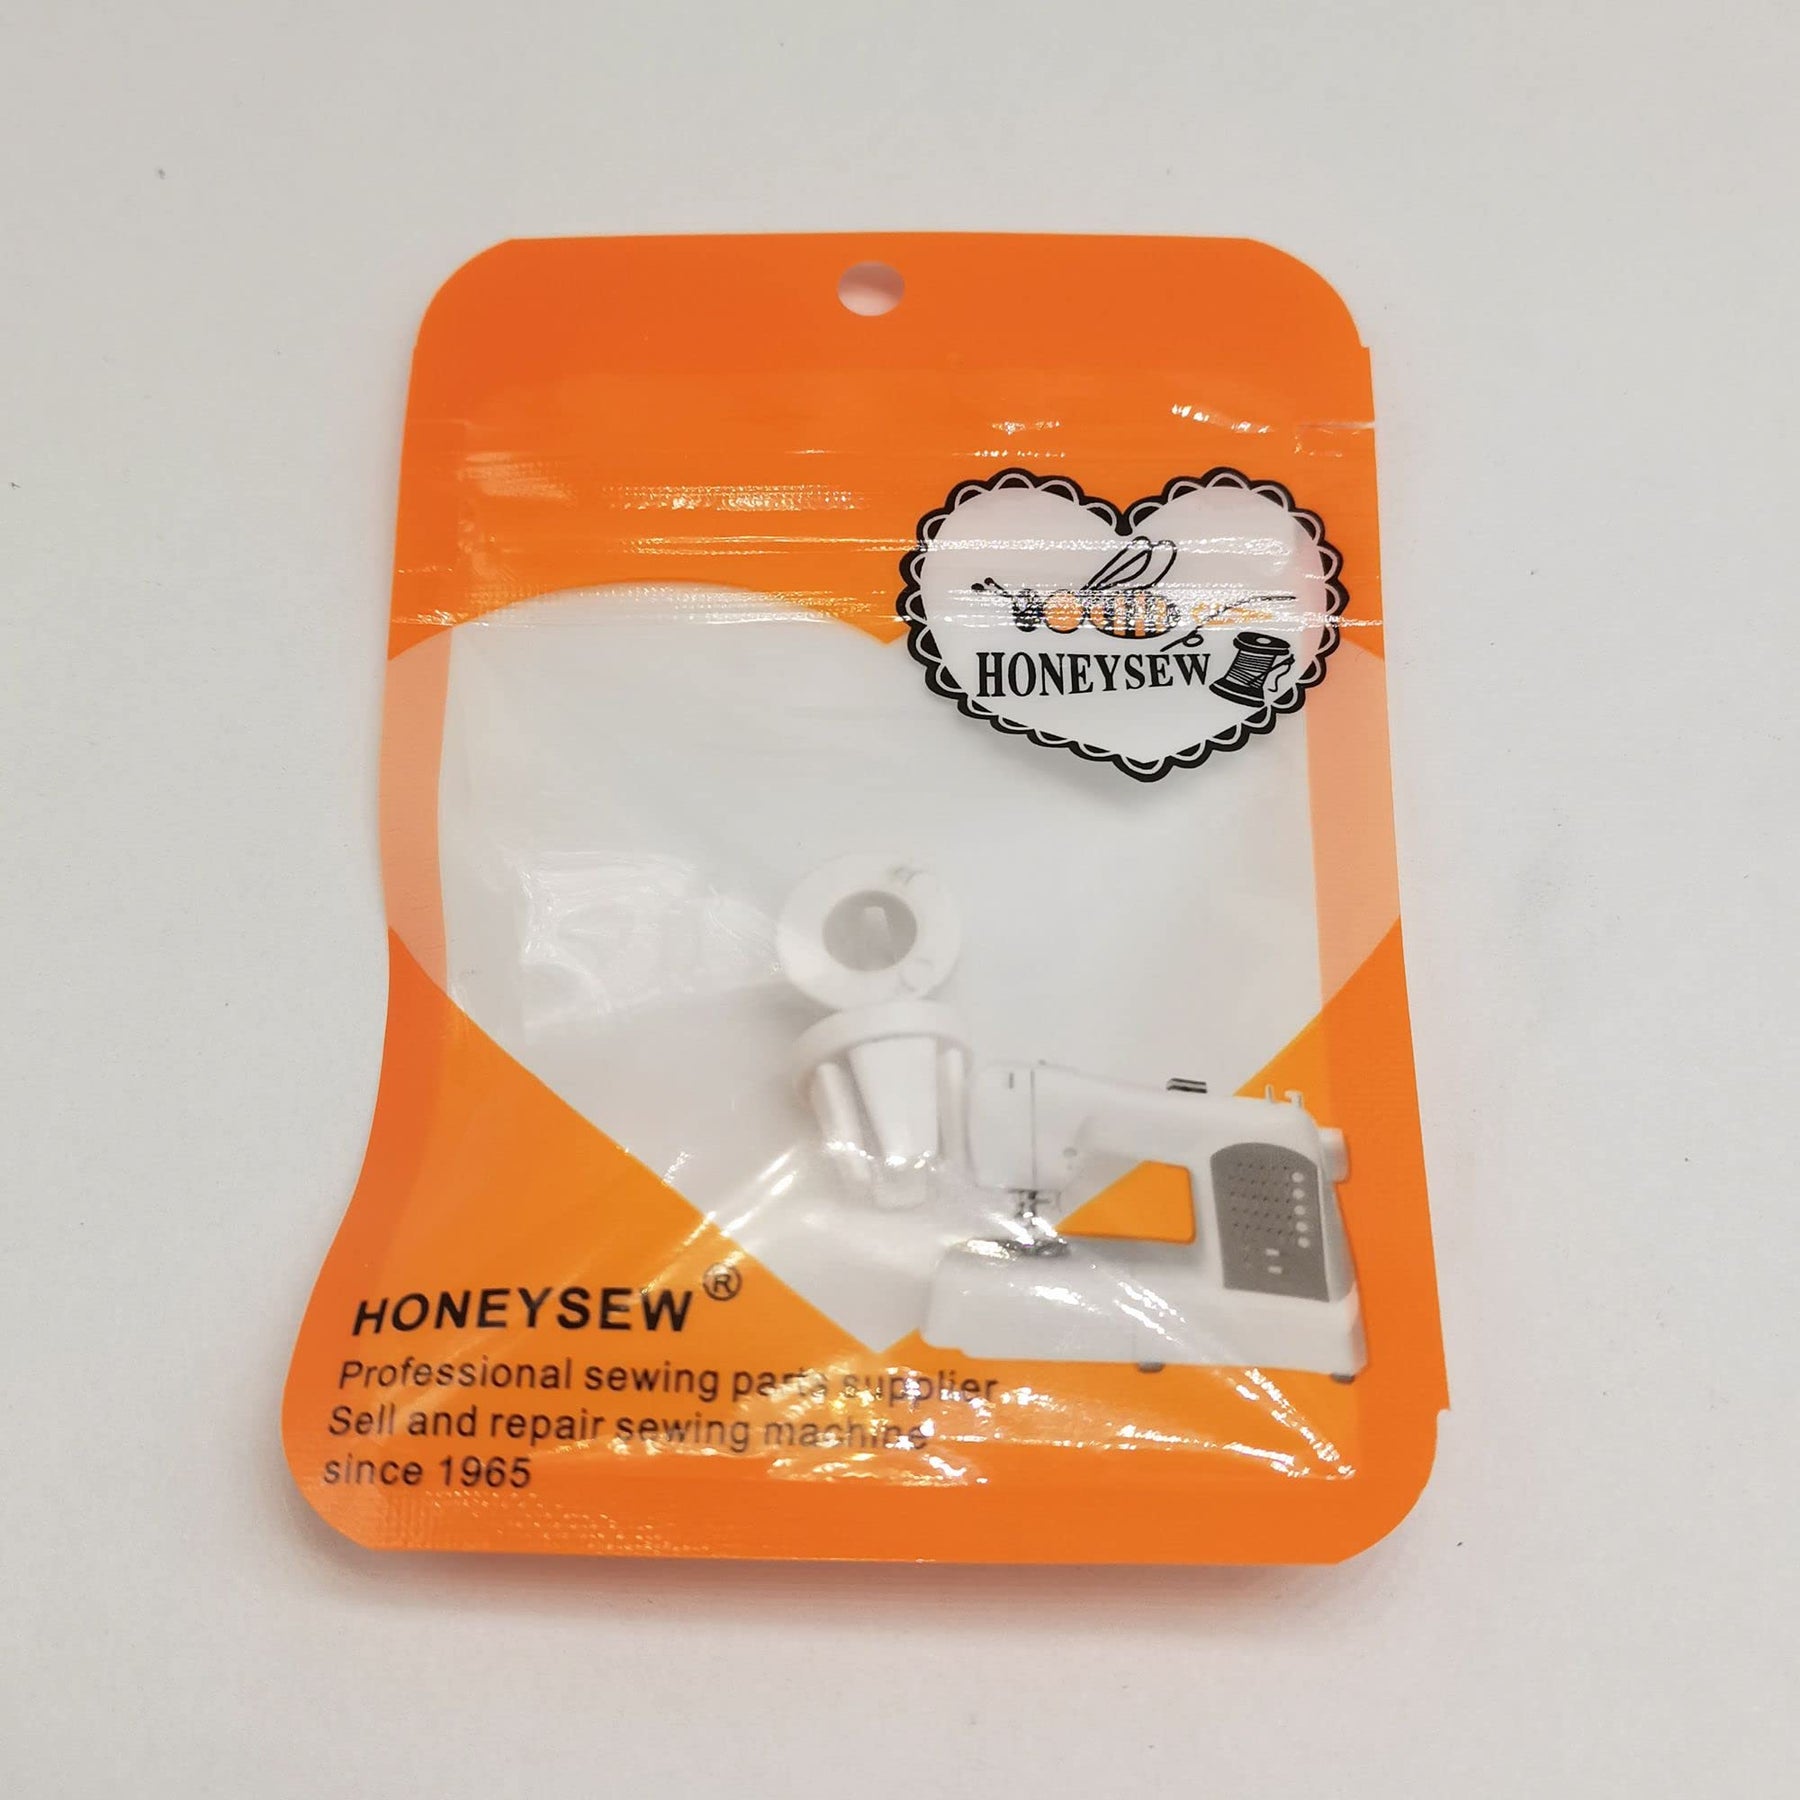 HONEYSEW
HONEYSEW®
Professional sewing parts supplier
Sell and repair sewing machine
since 1965